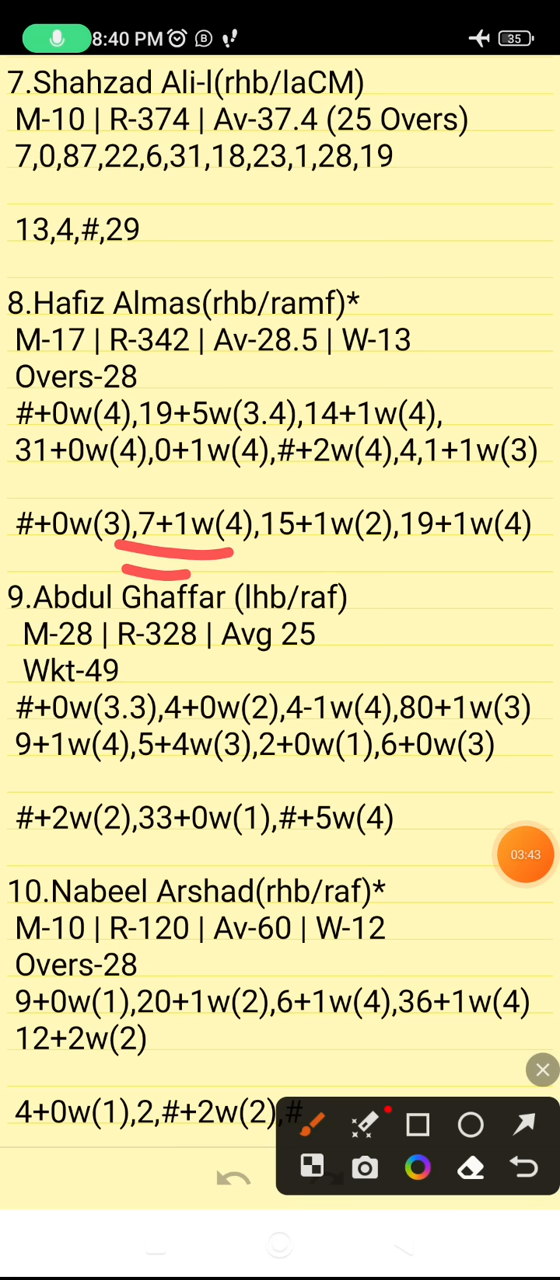 8:40 PM B 35
7.Shahzad Ali-l(rhb/laCM)
M-10 | R-374 | Av-37.4 (25 Overs)
7,0,87,22,6,31,18,23,1,28,19
13,4,#,29
8.Hafiz Almas(rhb/ramf)*
M-17 | R-342 | Av-28.5 | W-13
Overs-28
#+0w(4),19+5w(3.4),14+1w(4),
31+0w(4),0+1w(4),#+2w(4),4,1+1w(3)
#+0w(3),7+1w(4),15+1w(2),19+1w(4)
9.Abdul Ghaffar (lhb/raf)
M-28 | R-328 | Avg 25
Wkt-49
#+0w(3.3),4+0w(2),4-1w(4),80+1w(3)
9+1w(4),5+4w(3),2+0w(1),6+0w(3)
#+2w(2),33+0w(1),#+5w(4)
03:43
10.Nabeel Arshad(rhb/raf)*
M-10 | R-120 | Av-60 | W-12
Overs-28
9+0w(1),20+1w(2),6+1w(4),36+1w(4)
12+2w(2)
4+0w(1),2,#+2w(2),#